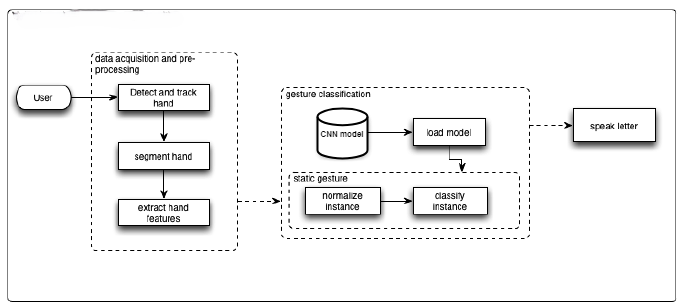 data acquisition and pre-
processing
User
Detect and track
hand
segment hand
extract hand
features
gesture classification
CNN model
load model
static gesture
normalize
instance
classify
instance
speak letter